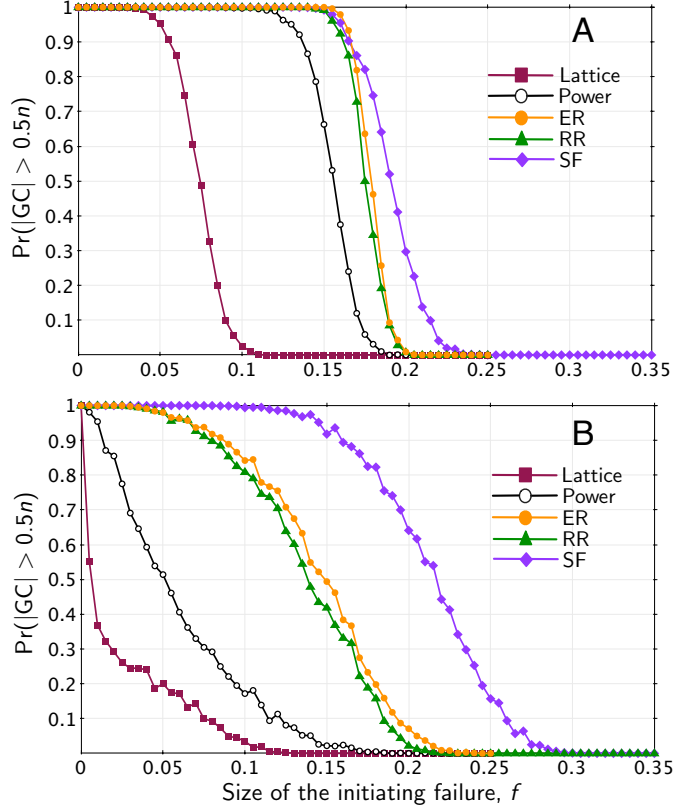 A
Lattice
Power
ER
RR
SF
Pr(|GC| > 0.5n)
1
0.9
0.8
0.7
0.6
0.5
0.4
0.3
0.2
0.1
0 0.05 0.1 0.15 0.2 0.25 0.3 0.35
B
Lattice
Power
ER
RR
SF
Pr(|GC| > 0.5n)
1
0.9
0.8
0.7
0.6
0.5
0.4
0.3
0.2
0.1
0 0.05 0.1 0.15 0.2 0.25 0.3 0.35
Size of the initiating failure, f